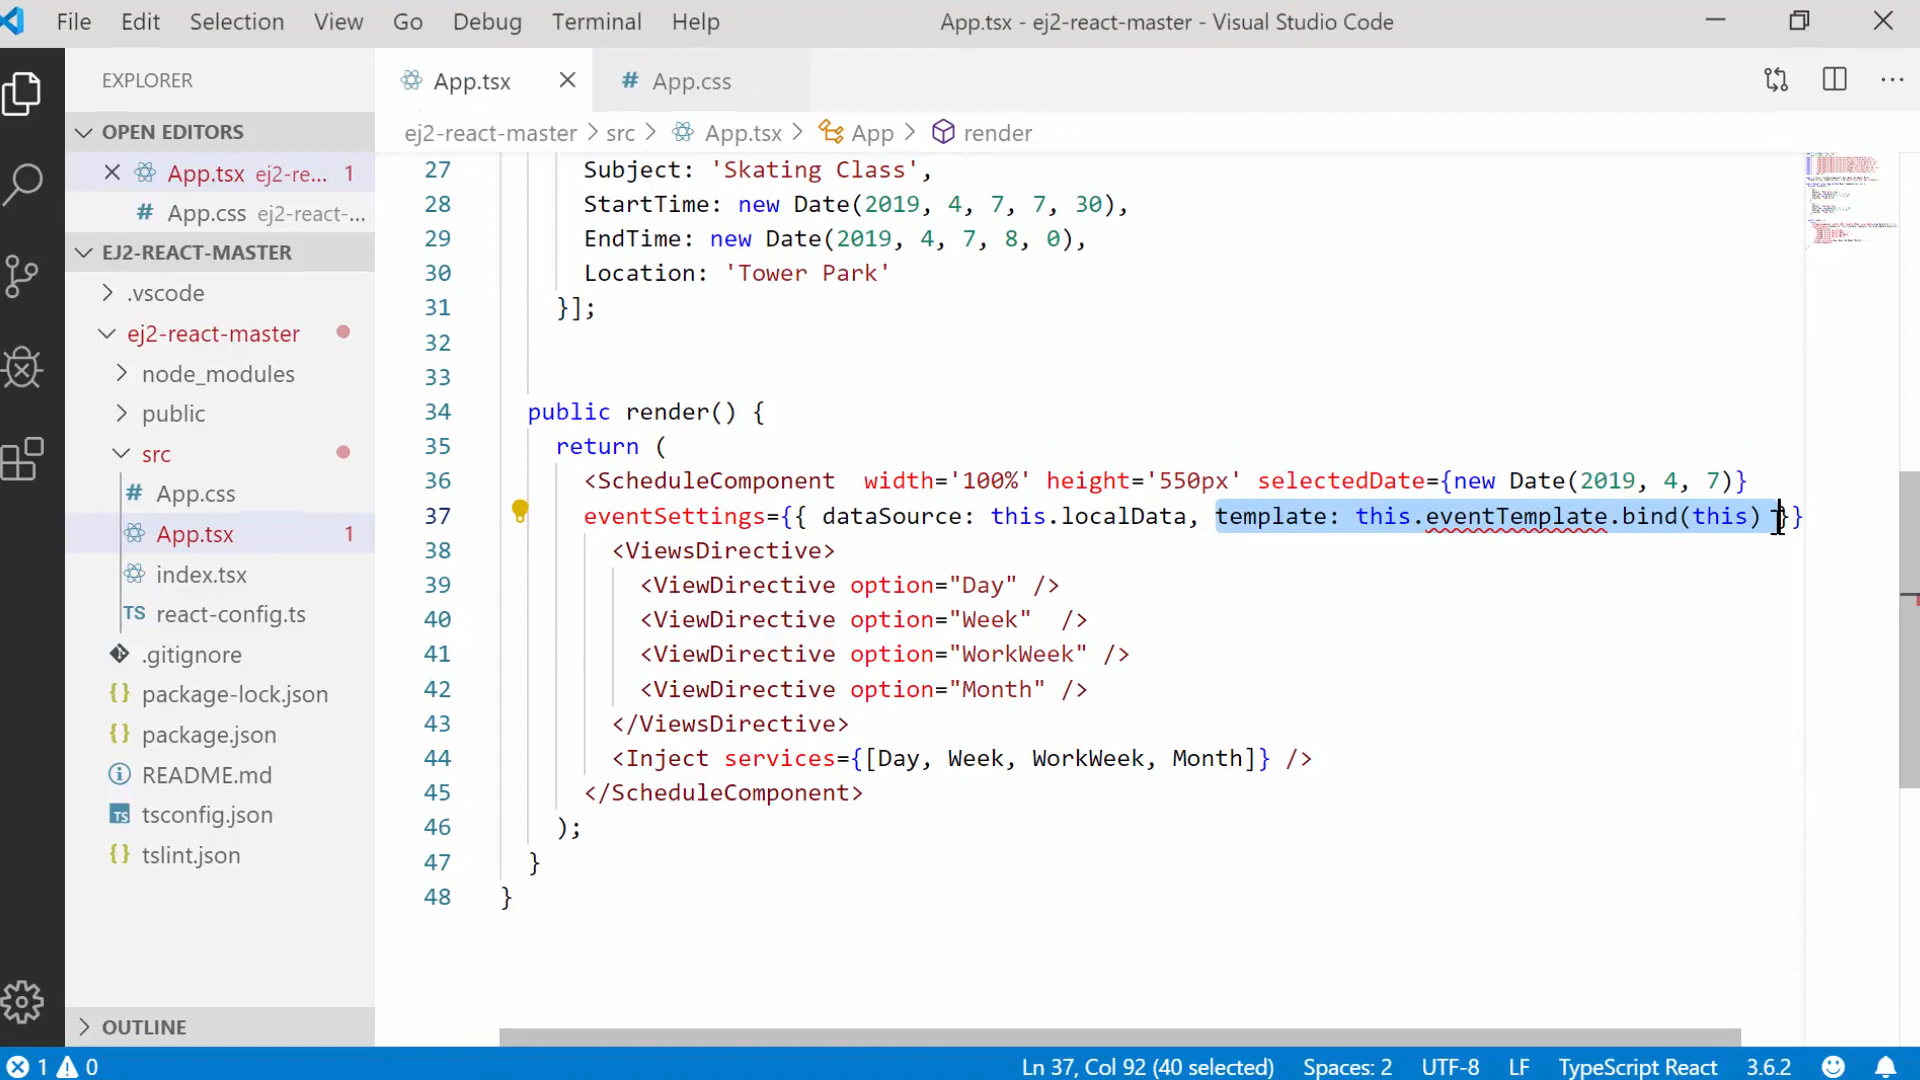 File Edit Selection View Go Debug Terminal Help App.tsx - ej2-react-master - Visual Studio Code
EXPLORER
OPEN EDITORS
App.tsx ej2-re... 1
# App.css ej2-react-...
EJ2-REACT-MASTER
.vscode
ej2-react-master
node_modules
public
src
# App.css
App.tsx 1
index.tsx
TS react-config.ts
.gitignore
{} package-lock.json
{} package.json
README.md
TS tsconfig.json
{} tslint.json
OUTLINE
App.tsx # App.css
ej2-react-master > src > App.tsx > App > render
27 Subject: 'Skating Class',
28 StartTime: new Date(2019, 4, 7, 7, 30),
29 EndTime: new Date(2019, 4, 7, 8, 0),
30 Location: 'Tower Park'
31 }];
32
33
34 public render() {
35 return (
36 <ScheduleComponent width='100%' height='550px' selectedDate={new Date(2019, 4, 7)}
37 eventSettings={{ dataSource: this.localData, template: this.eventTemplate.bind(this) }}
38 <ViewsDirective>
39 <ViewDirective option="Day" />
40 <ViewDirective option="Week" />
41 <ViewDirective option="WorkWeek" />
42 <ViewDirective option="Month" />
43 </ViewsDirective>
44 <Inject services={[Day, Week, WorkWeek, Month]} />
45 </ScheduleComponent>
46 );
47 }
48 }
1 0 Ln 37, Col 92 (40 selected) Spaces: 2 UTF-8 LF TypeScript React 3.6.2